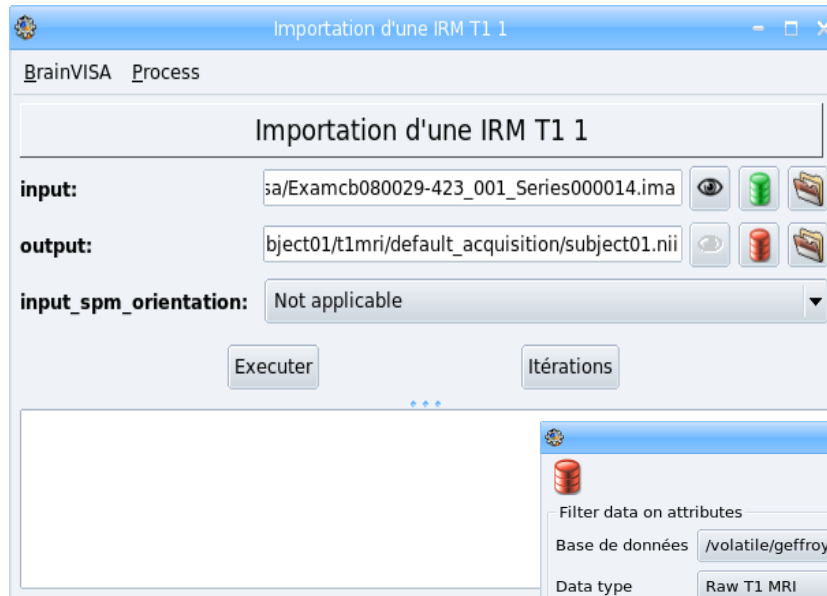 Importation d'une IRM T1 1
BrainVISA Process
Importation d'une IRM T1 1
input: sa/Examcb080029-423_001_Series000014.ima
output: bject01/t1mri/default_acquisition/subject01.nii
input_spm_orientation: Not applicable
Executer Itérations
Filter data on attributes
Base de données /volatile/geffroy
Data type Raw T1 MRI